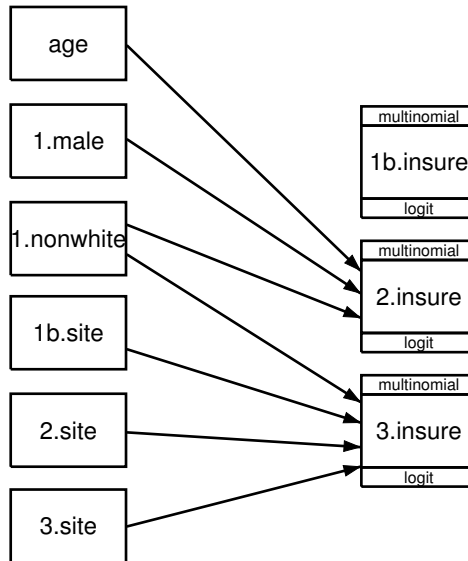 age
1.male
1.nonwhite
1b.site
2.site
3.site
multinomial
1b.insure
logit
multinomial
2.insure
logit
multinomial
3.insure
logit